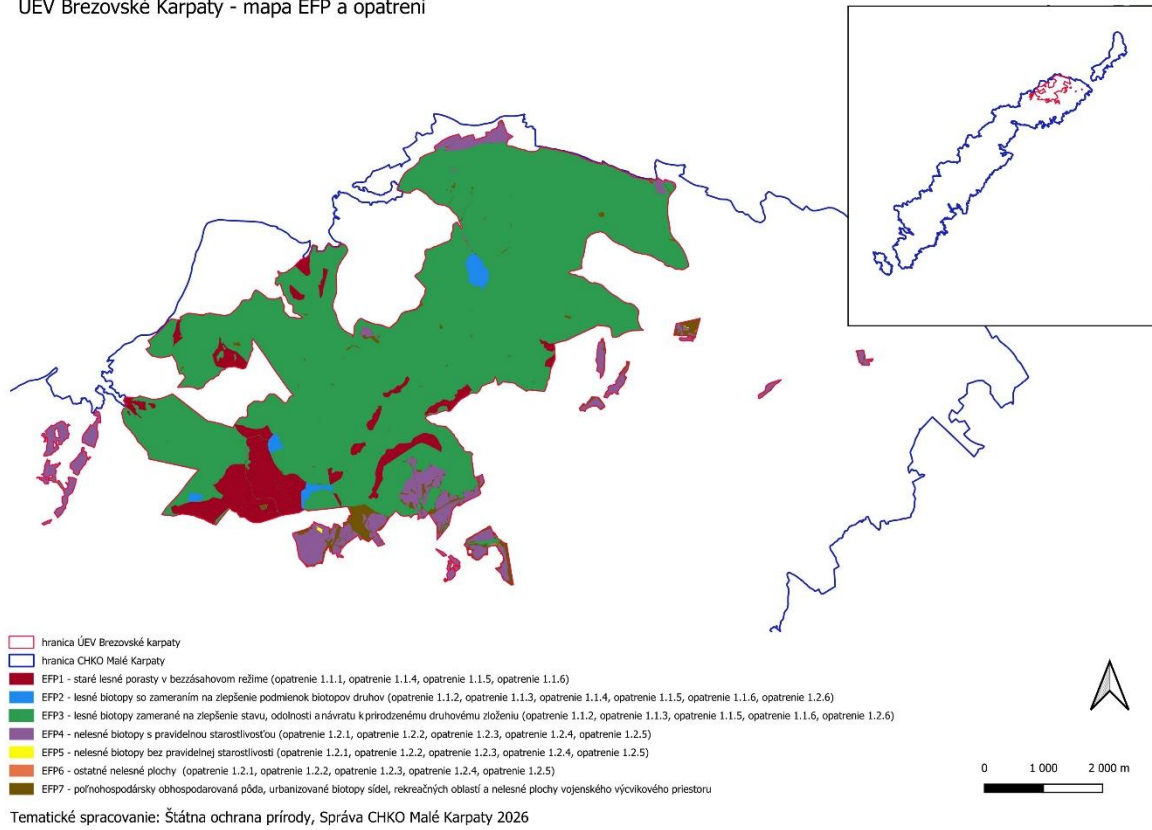 ÚEV Brezovské Karpaty - mapa EFP a opatrení
hranica ÚEV Brezovské karpaty
hranica CHKO Malé Karpaty
EFP1 - staré lesné porasty v bezzásahovom režime (opatrenie 1.1.1, opatrenie 1.1.4, opatrenie 1.1.5, opatrenie 1.1.6)
EFP2 - lesné biotopy so zameraním na zlepšenie podmienok biotopov druhov (opatrenie 1.1.2, opatrenie 1.1.3, opatrenie 1.1.4, opatrenie 1.1.5, opatrenie 1.1.6, opatrenie 1.2.6)
EFP3 - lesné biotopy zamerané na zlepšenie stavu, odolnosti a návratu k prirodzenému druhovému zloženiu (opatrenie 1.1.2, opatrenie 1.1.3, opatrenie 1.1.5, opatrenie 1.1.6, opatrenie 1.2.6)
EFP4 - nelesné biotopy s pravidelnou starostlivosťou (opatrenie 1.2.1, opatrenie 1.2.2, opatrenie 1.2.3, opatrenie 1.2.4, opatrenie 1.2.5)
EFP5 - nelesné biotopy bez pravidelnej starostlivosti (opatrenie 1.2.1, opatrenie 1.2.2, opatrenie 1.2.3, opatrenie 1.2.4, opatrenie 1.2.5)
EFP6 - ostatné nelesné plochy (opatrenie 1.2.1, opatrenie 1.2.2, opatrenie 1.2.3, opatrenie 1.2.4, opatrenie 1.2.5)
EFP7 - poľnohospodársky obhospodarovaná pôda, urbanizované biotopy sídel, rekreačných oblastí a nelesné plochy vojenského výcvikového priestoru
0 1 000 2 000 m
Tematické spracovanie: Štátna ochrana prírody, Správa CHKO Malé Karpaty 2026